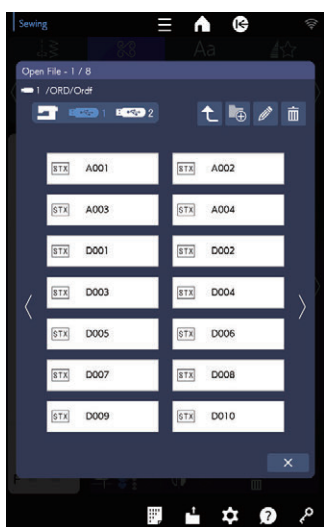 Sewing
Aa
Open File - 1 / 8
1 /ORD/Ordf
1 2
STX A001 STX A002
STX A003 STX A004
STX D001 STX D002
STX D003 STX D004
STX D005 STX D006
STX D007 STX D008
STX D009 STX D010